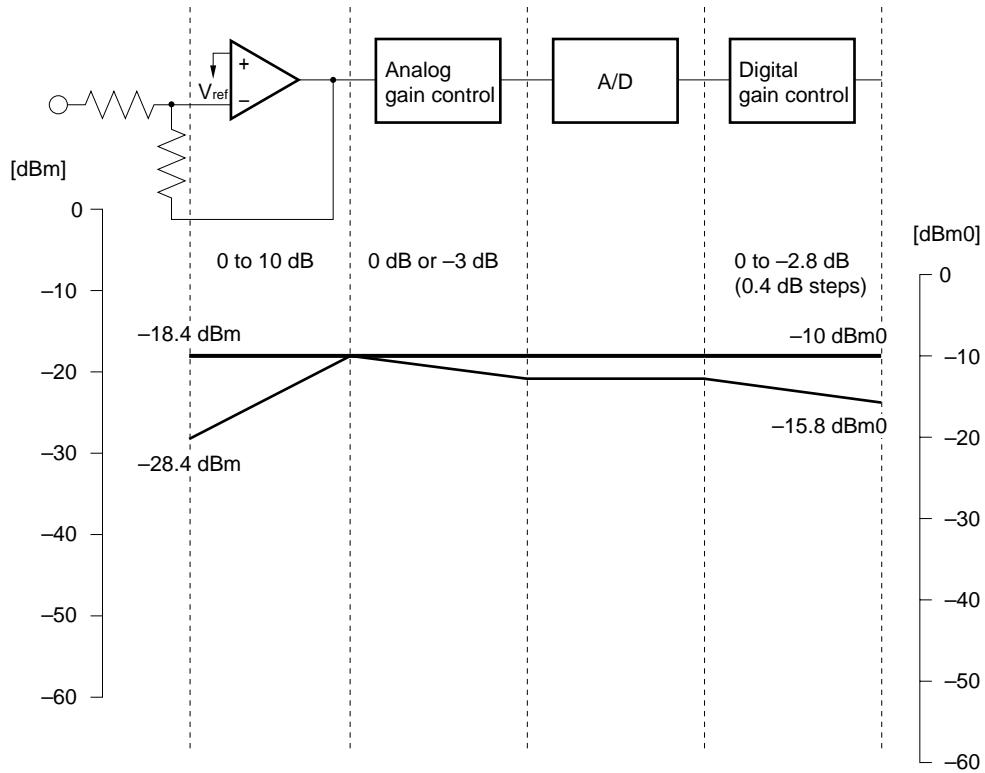 +
Vref
–
Analog
gain control
A/D
Digital
gain control
[dBm]
0
–10
–20
–30
–40
–50
–60
0 to 10 dB
0 dB or –3 dB
0 to –2.8 dB
(0.4 dB steps)
–18.4 dBm
–28.4 dBm
–10 dBm0
–15.8 dBm0
[dBm0]
0
–10
–20
–30
–40
–50
–60